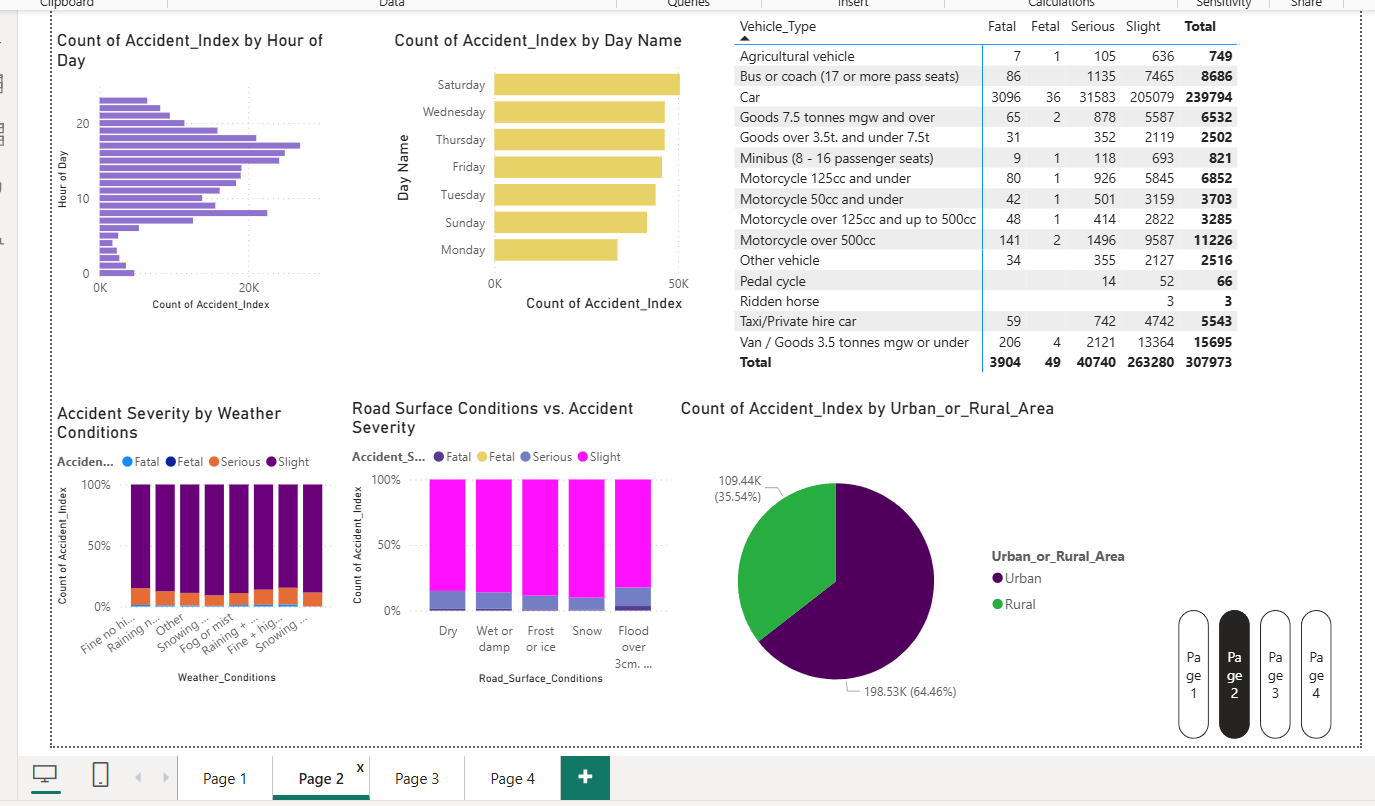 Clipboard
Data
Queries
Insert
Calculations
Sensitivity
Share
Count of Accident_Index by Hour of
Day
20
10
0
0K
20K
Hour of Day
Count of Accident_Index
Count of Accident_Index by Day Name
Saturday
Wednesday
Thursday
Friday
Tuesday
Sunday
Monday
0K
50K
Day Name
Count of Accident_Index
Vehicle_Type Fatal Fetal Serious Slight Total
Agricultural vehicle 7 1 105 636 749
Bus or coach (17 or more pass seats) 86 1135 7465 8686
Car 3096 36 31583 205079 239794
Goods 7.5 tonnes mgw and over 65 2 878 5587 6532
Goods over 3.5t. and under 7.5t 31 352 2119 2502
Minibus (8 - 16 passenger seats) 9 1 118 693 821
Motorcycle 125cc and under 80 1 926 5845 6852
Motorcycle 50cc and under 42 1 501 3159 3703
Motorcycle over 125cc and up to 500cc 48 1 414 2822 3285
Motorcycle over 500cc 141 2 1496 9587 11226
Other vehicle 34 355 2127 2516
Pedal cycle 14 52 66
Ridden horse 3 3
Taxi/Private hire car 59 742 4742 5543
Van / Goods 3.5 tonnes mgw or under 206 4 2121 13364 15695
Total 3904 49 40740 263280 307973
Accident Severity by Weather
Conditions
Acciden... Fatal Fetal Serious Slight
100%
50%
0%
Count of Accident_Index
Fine no hi...
Raining n...
Other
Snowing ...
Fog or mist
Raining + ...
Fine + hig...
Snowing ...
Weather_Conditions
Road Surface Conditions vs. Accident
Severity
Accident_S... Fatal Fetal Serious Slight
100%
50%
0%
Count of Accident_Index
Dry
Wet or
damp
Frost
or ice
Snow
Flood
over
3cm. ...
Road_Surface_Conditions
Count of Accident_Index by Urban_or_Rural_Area
109.44K
(35.54%)
198.53K (64.46%)
Urban_or_Rural_Area
Urban
Rural
Pa
ge
1
Pa
ge
2
Pa
ge
3
Pa
ge
4
Page 1
Page 2 x
Page 3
Page 4
+